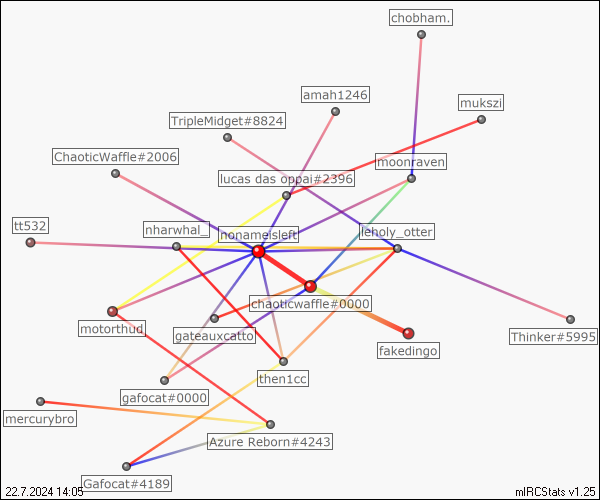 chobham.
amah1246
mukszi
TripleMidget#8824
ChaoticWaffle#2006
moonraven
lucas das oppai#2396
tt532
nharwhal_
nonameisleft
leholy_otter
chaoticwaffle#0000
motorthud
gateauxcatto
Thinker#5995
fakedingo
then1cc
gafocat#0000
mercurybro
Azure Reborn#4243
Gafocat#4189
22.7.2024 14:05
mIRCStats v1.25